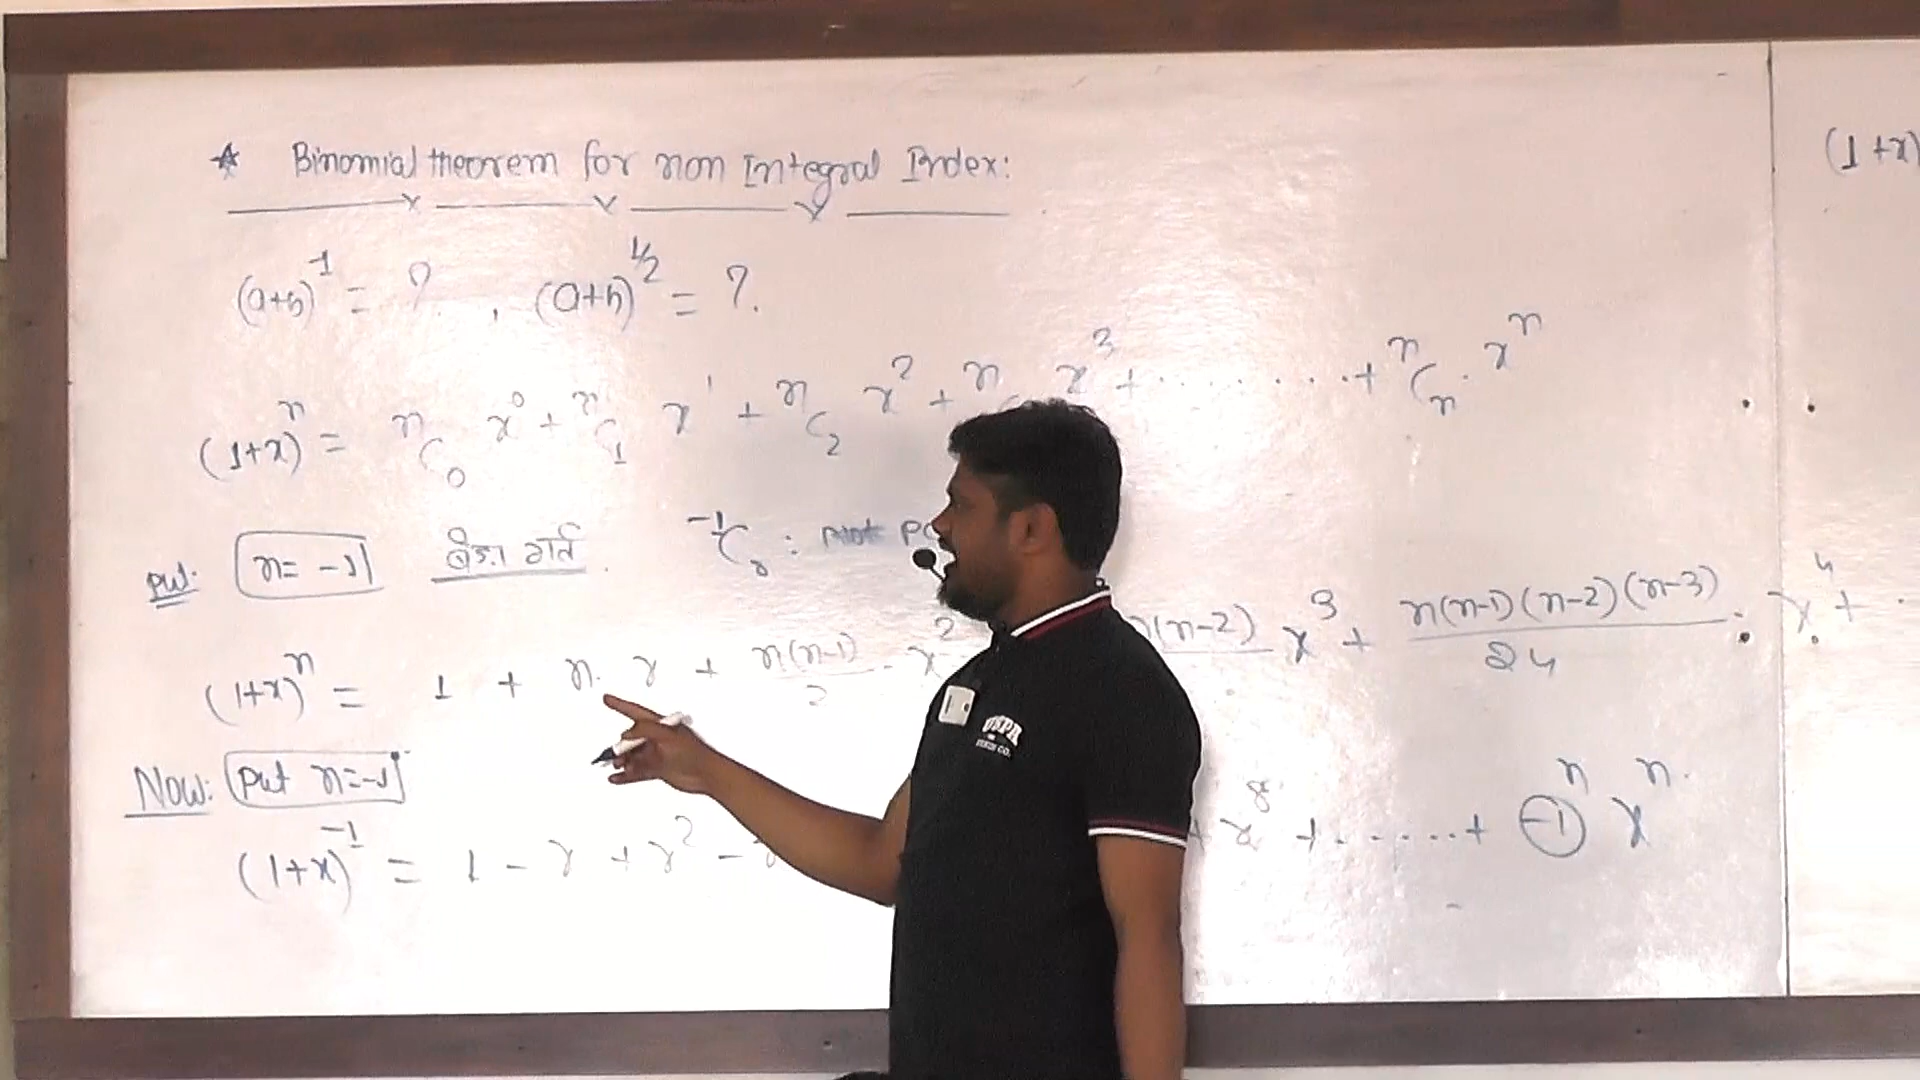 * Binomial theorem for non Integral Index:
(a+b)^-1 = ? , (a+b)^1/2 = ?.
(1+x)
(1+x)^n = nC0 x^0 + nC1 x^1 + nC2 x^2 + n x^3 + ........ + nCn . x^n
put: n= -1 -1Cr : not
(1+x)^n = 1 + n. x + n(n-1)/2 . x^2 (n-2) x^3 + n(n-1)(n-2)(n-3)/24 . x^4 + .
Now: put n=-1
(1+x)^-1 = 1 - x + x^2 - + x^8 + ......+ (-1)^n x^n.
USPA